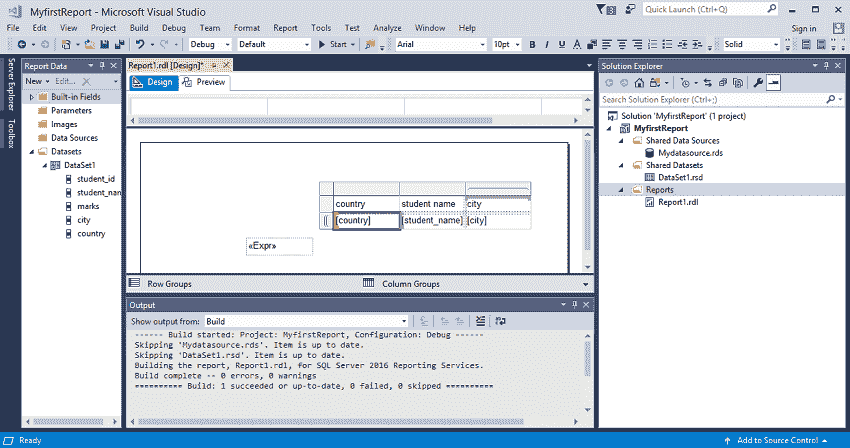 MyfirstReport - Microsoft Visual Studio
Quick Launch (Ctrl+Q)
File Edit View Project Build Debug Team Format Report Tools Test Analyze Window Help
Sign in
Debug Default Start Arial 10pt B I U A Solid
Server Explorer
Toolbox
Report Data
New Edit...
Built-in Fields
Parameters
Images
Data Sources
Datasets
DataSet1
student_id
student_nan
marks
city
country
Report1.rdl [Design]*
Design Preview
country student name city
[country] [student_name] [city]
«Expr»
Row Groups Column Groups
Output
Show output from: Build
------ Build started: Project: MyfirstReport, Configuration: Debug ------
Skipping 'Mydatasource.rds'. Item is up to date.
Skipping 'DataSet1.rsd'. Item is up to date.
Building the report, Report1.rdl, for SQL Server 2016 Reporting Services.
Build complete -- 0 errors, 0 warnings
========== Build: 1 succeeded or up-to-date, 0 failed, 0 skipped ==========
Solution Explorer
Search Solution Explorer (Ctrl+;)
Solution 'MyfirstReport' (1 project)
MyfirstReport
Shared Data Sources
Mydatasource.rds
Shared Datasets
DataSet1.rsd
Reports
Report1.rdl
Ready
Add to Source Control